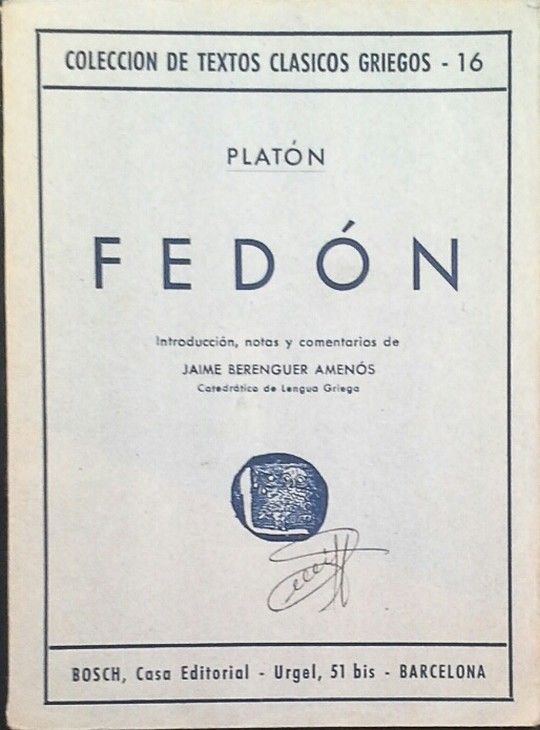 COLECCION DE TEXTOS CLASICOS GRIEGOS - 16
PLATÓN
FEDÓN
Introducción, notas y comentarios de
JAIME BERENGUER AMENÓS
Catedrático de Lengua Griega
BOSCH, Casa Editorial - Urgel, 51 bis - BARCELONA